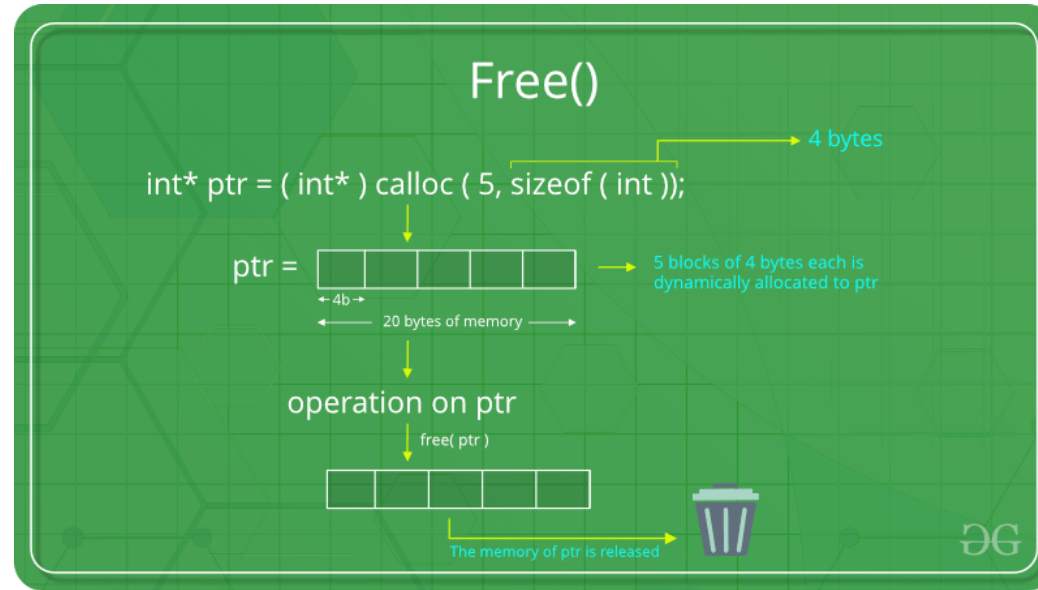 Free()
4 bytes
int* ptr = ( int* ) calloc ( 5, sizeof ( int ));
ptr =
5 blocks of 4 bytes each is
dynamically allocated to ptr
4b
20 bytes of memory
operation on ptr
free( ptr )
The memory of ptr is released